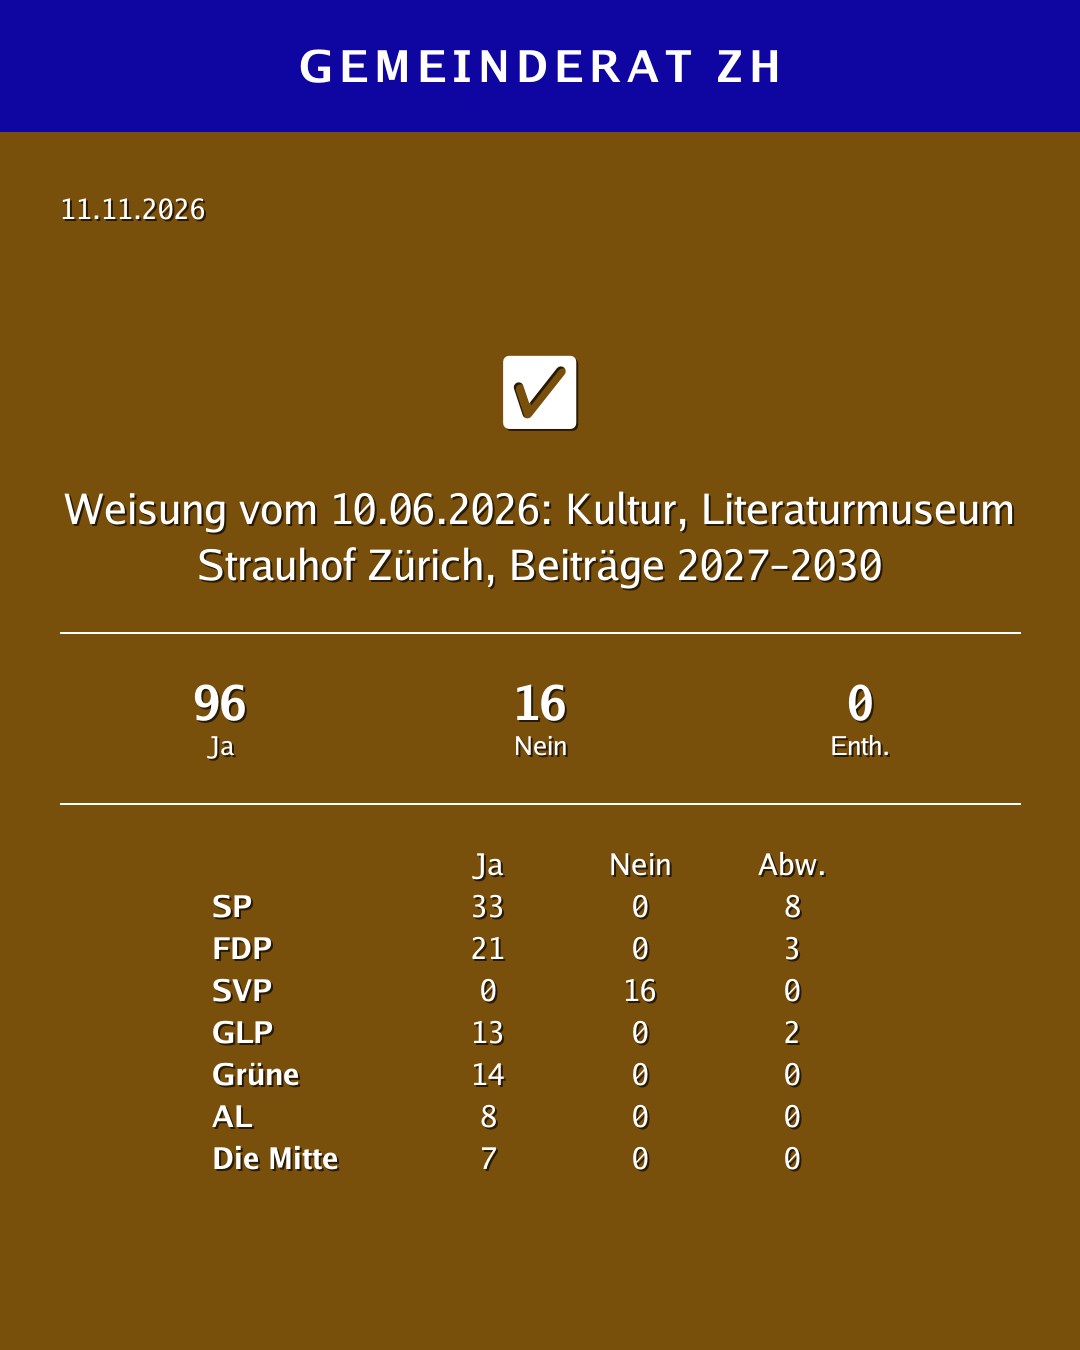 GEMEINDERAT ZH
11.11.2026
Weisung vom 10.06.2026: Kultur, Literaturmuseum
Strauhof Zürich, Beiträge 2027–2030
96 16 0
Ja Nein Enth.
Ja Nein Abw.
SP 33 0 8
FDP 21 0 3
SVP 0 16 0
GLP 13 0 2
Grüne 14 0 0
AL 8 0 0
Die Mitte 7 0 0